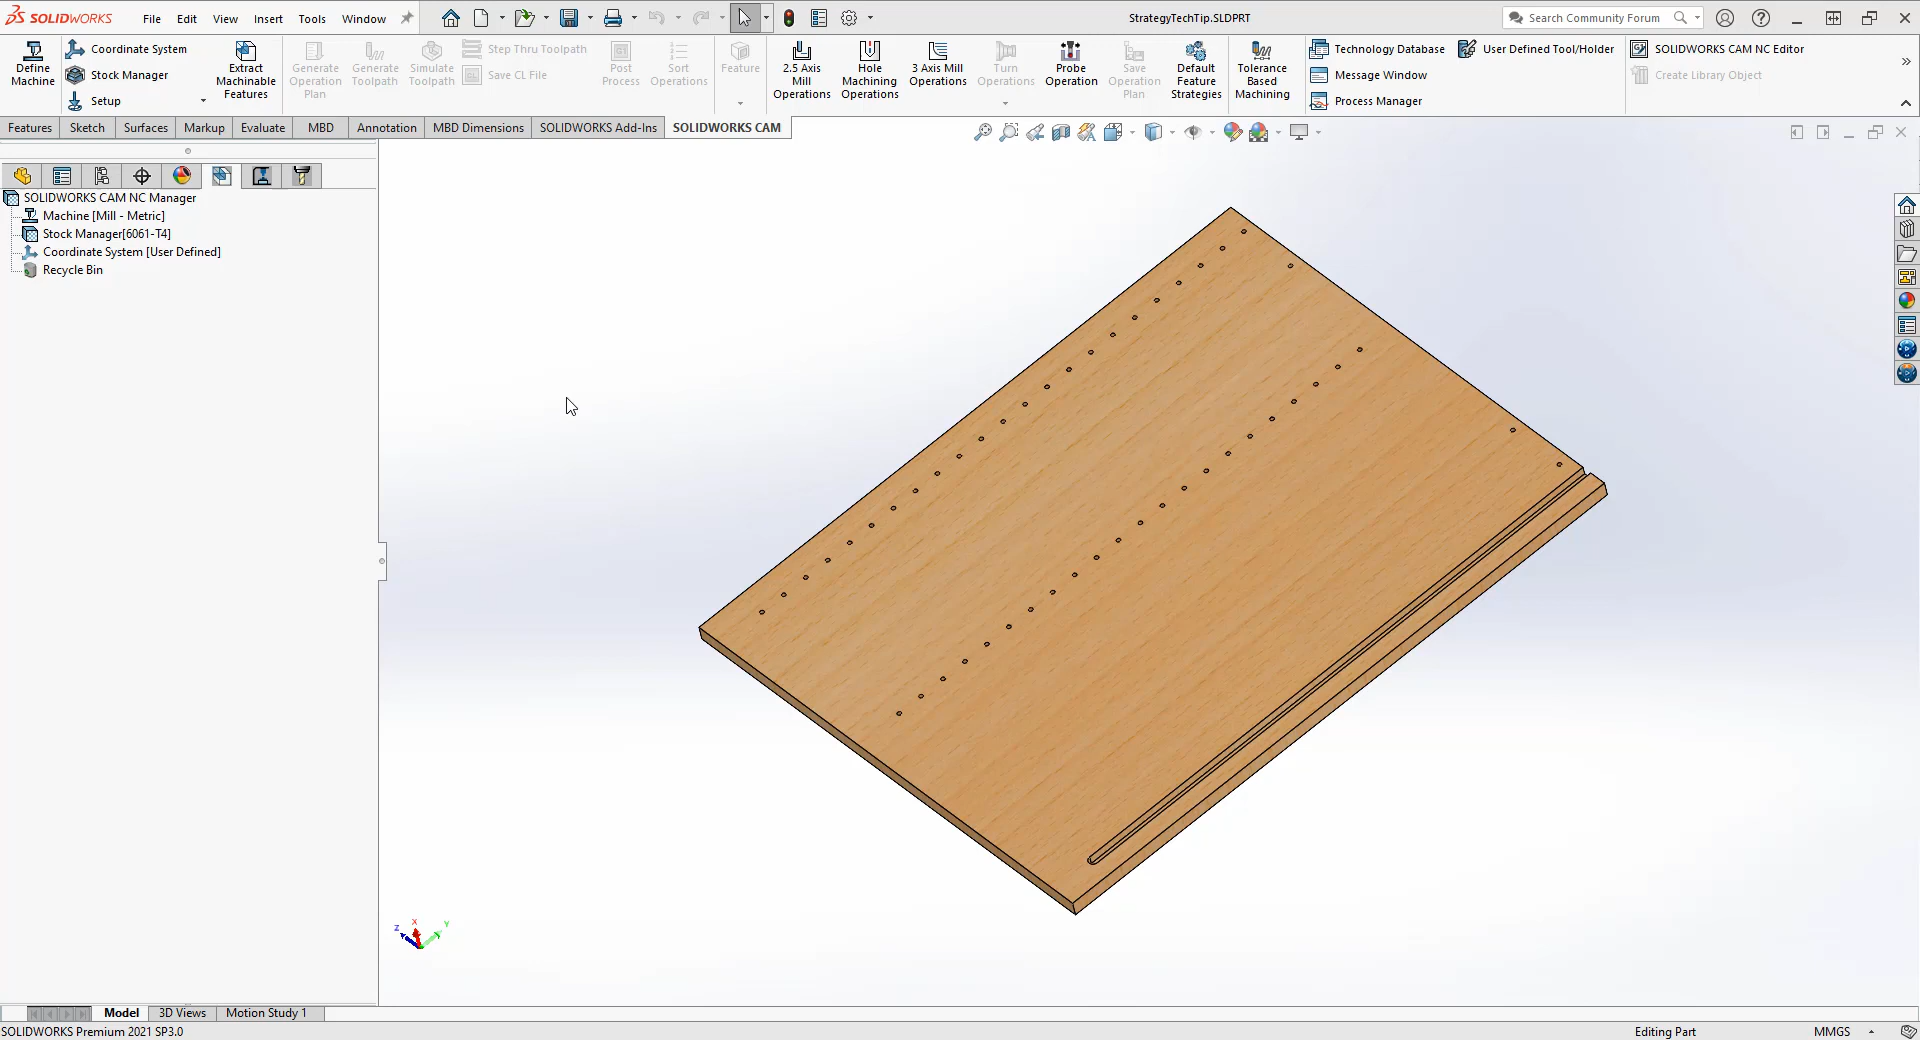 SOLIDWORKS File Edit View Insert Tools Window
StrategyTechTip.SLDPRT
Search Community Forum
Define Machine
Coordinate System
Stock Manager
Setup
Extract Machinable Features
Generate Operation Plan
Generate Toolpath
Simulate Toolpath
Step Thru Toolpath
Save CL File
Post Process
Sort Operations
Feature
2.5 Axis Mill Operations
Hole Machining Operations
3 Axis Mill Operations
Turn Operations
Probe Operation
Save Operation Plan
Default Feature Strategies
Tolerance Based Machining
Technology Database
Message Window
Process Manager
User Defined Tool/Holder
SOLIDWORKS CAM NC Editor
Create Library Object
Features Sketch Surfaces Markup Evaluate MBD Annotation MBD Dimensions SOLIDWORKS Add-Ins SOLIDWORKS CAM
SOLIDWORKS CAM NC Manager
Machine [Mill - Metric]
Stock Manager[6061-T4]
Coordinate System [User Defined]
Recycle Bin
Z X Y
Model 3D Views Motion Study 1
SOLIDWORKS Premium 2021 SP3.0
Editing Part
MMGS